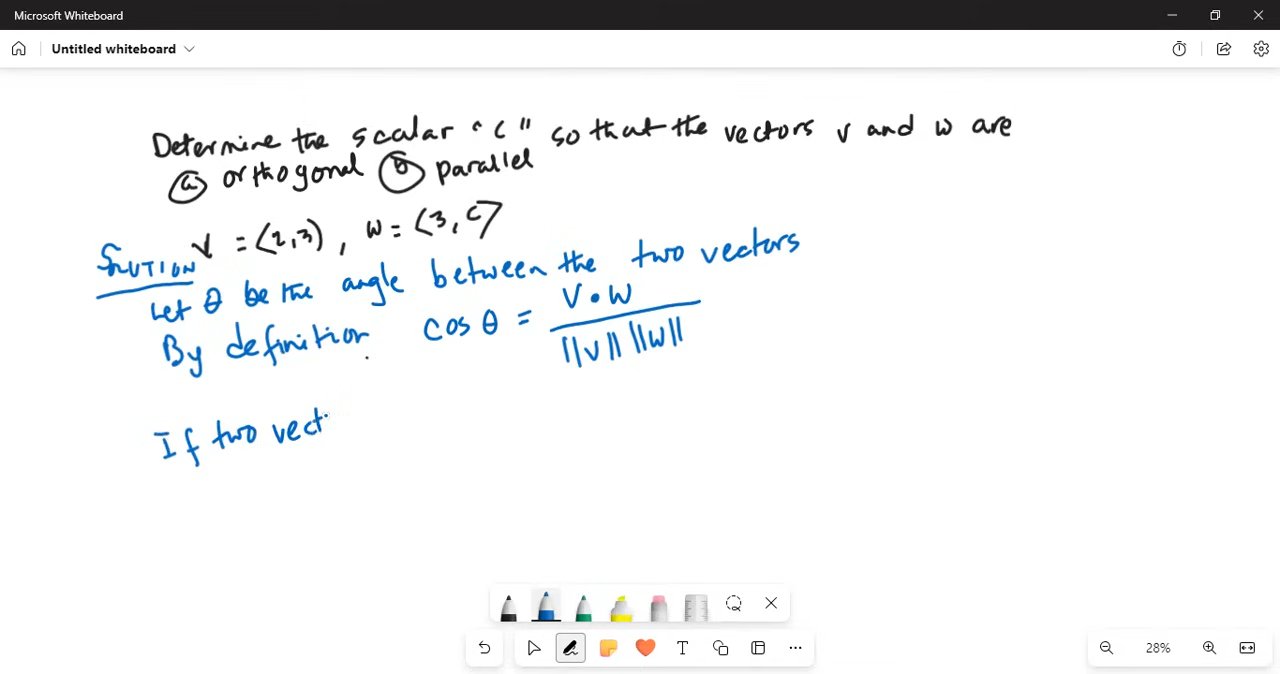 Microsoft Whiteboard
Untitled whiteboard
Determine the scalar "c" so that the vectors v and w are
(a) orthogonal (b) parallel
v = ⟨2,3⟩, w = ⟨3, c⟩
SOLUTION
Let θ be the angle between the two vectors
By definition cos θ = v • w / ||v|| ||w||
If two vect
28%